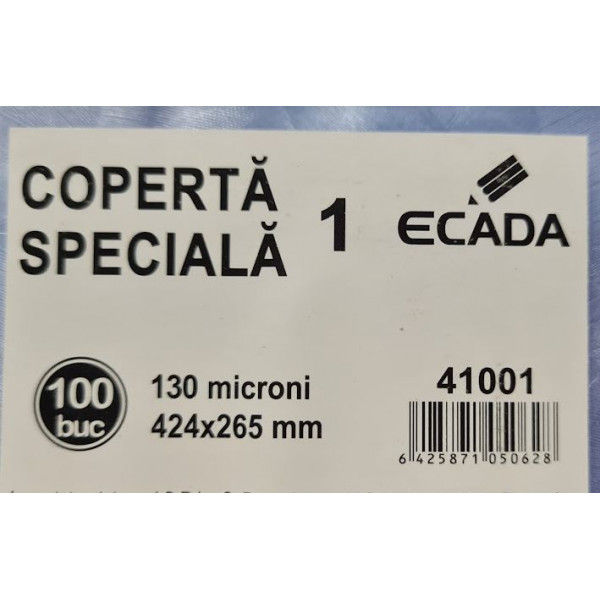 COPERTĂ
SPECIALĂ
1
ECADA
100
buc
130 microni
424x265 mm
41001
6 425871 050628